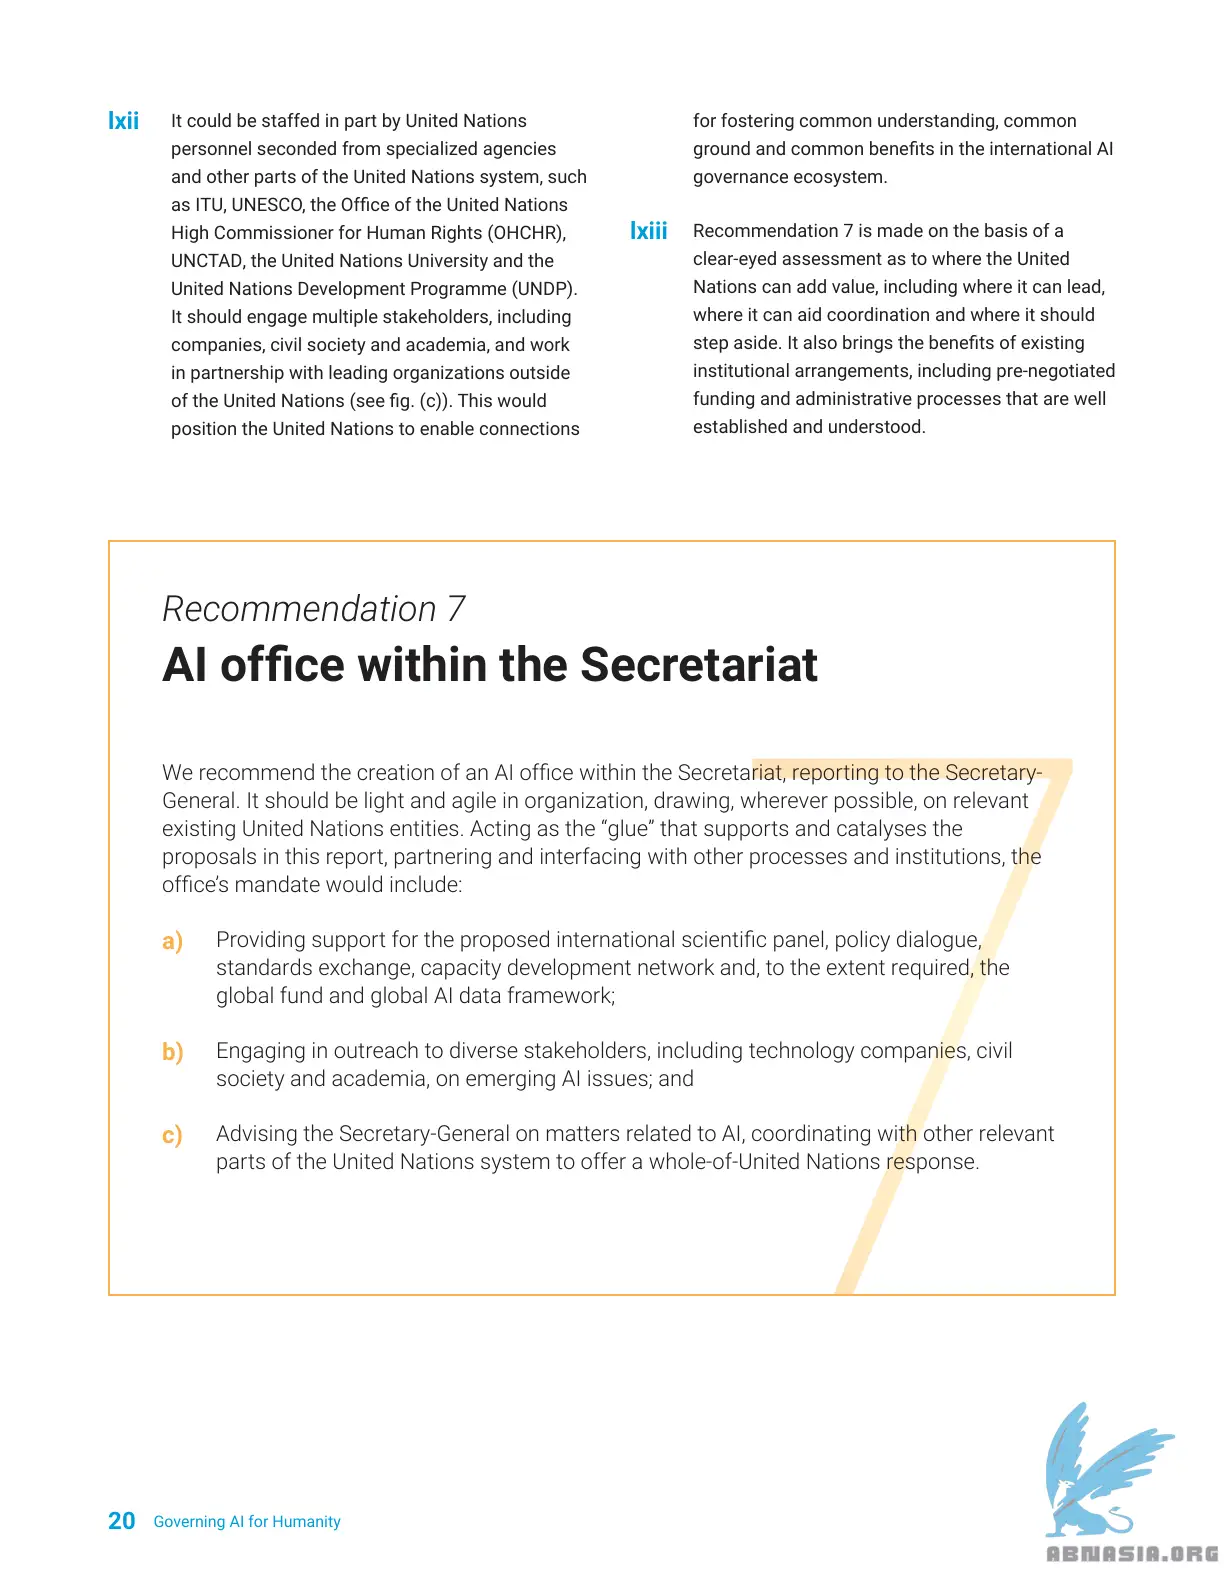 lxii
It could be staffed in part by United Nations
personnel seconded from specialized agencies
and other parts of the United Nations system, such
as ITU, UNESCO, the Office of the United Nations
High Commissioner for Human Rights (OHCHR),
UNCTAD, the United Nations University and the
United Nations Development Programme (UNDP).
It should engage multiple stakeholders, including
companies, civil society and academia, and work
in partnership with leading organizations outside
of the United Nations (see fig. (c)). This would
position the United Nations to enable connections
for fostering common understanding, common
ground and common benefits in the international AI
governance ecosystem.
lxiii
Recommendation 7 is made on the basis of a
clear-eyed assessment as to where the United
Nations can add value, including where it can lead,
where it can aid coordination and where it should
step aside. It also brings the benefits of existing
institutional arrangements, including pre-negotiated
funding and administrative processes that are well
established and understood.
Recommendation 7
AI office within the Secretariat
We recommend the creation of an AI office within the Secretariat, reporting to the Secretary-
General. It should be light and agile in organization, drawing, wherever possible, on relevant
existing United Nations entities. Acting as the “glue” that supports and catalyses the
proposals in this report, partnering and interfacing with other processes and institutions, the
office’s mandate would include:
a) Providing support for the proposed international scientific panel, policy dialogue,
standards exchange, capacity development network and, to the extent required, the
global fund and global AI data framework;
b) Engaging in outreach to diverse stakeholders, including technology companies, civil
society and academia, on emerging AI issues; and
c) Advising the Secretary-General on matters related to AI, coordinating with other relevant
parts of the United Nations system to offer a whole-of-United Nations response.
7
20 Governing AI for Humanity
ABNASIA.ORG